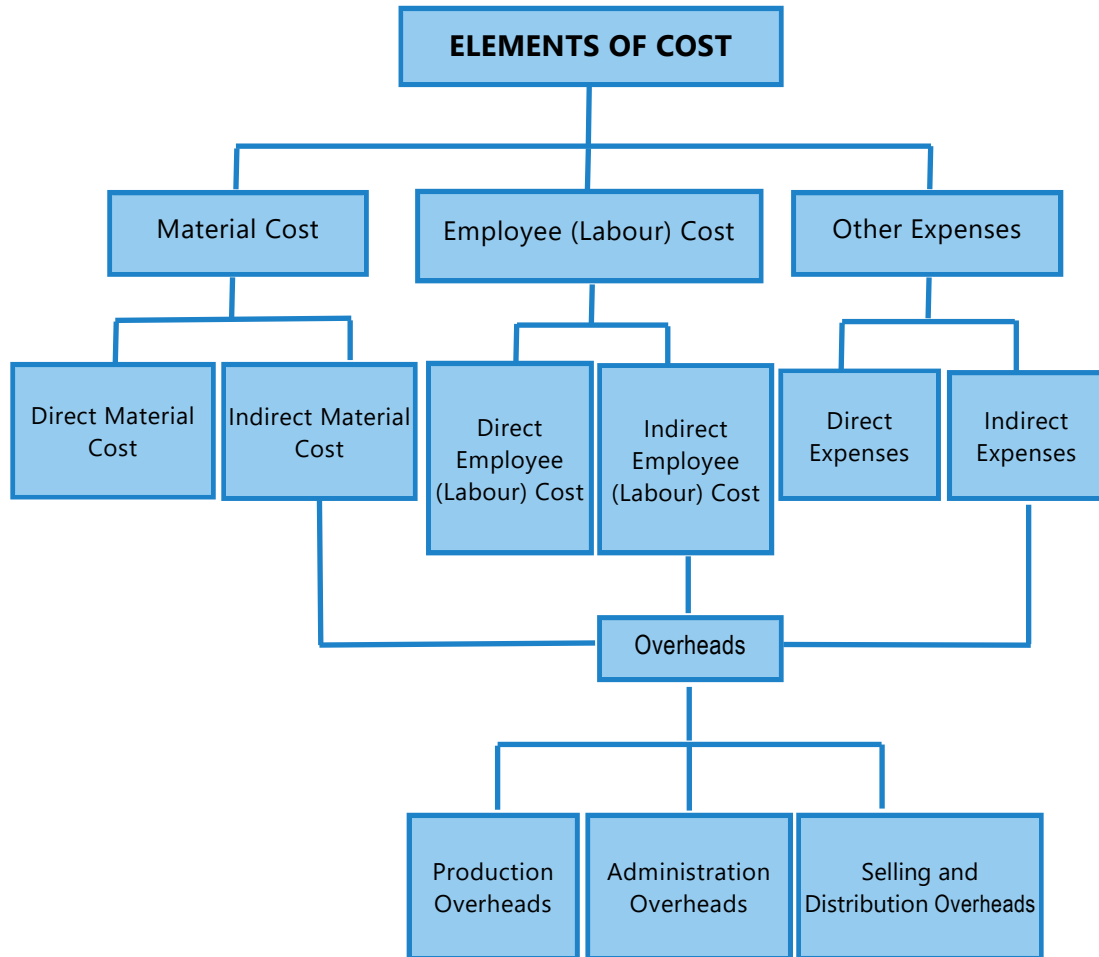 ELEMENTS OF COST
Material Cost
Employee (Labour) Cost
Other Expenses
Direct Material
Cost
Indirect Material
Cost
Direct
Employee
(Labour) Cost
Indirect
Employee
(Labour) Cost
Direct
Expenses
Indirect
Expenses
Overheads
Production
Overheads
Administration
Overheads
Selling and
Distribution Overheads